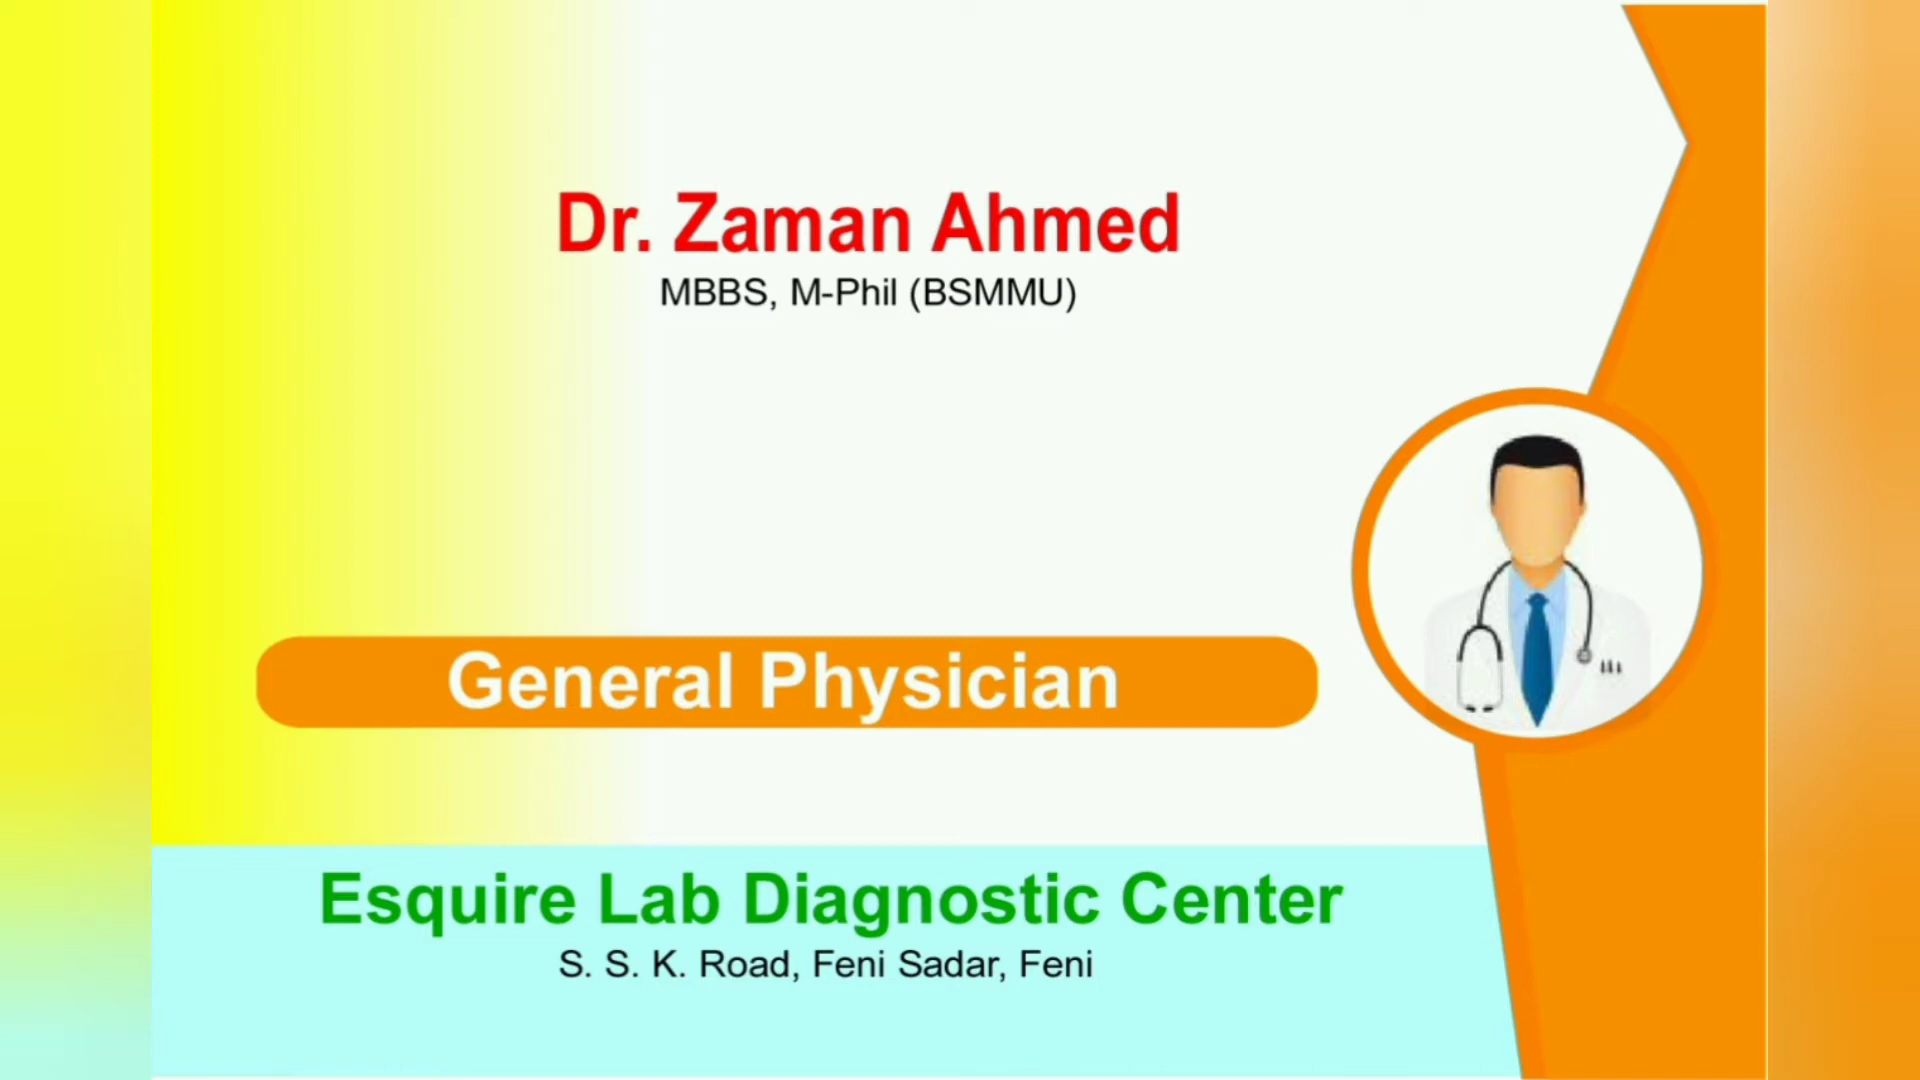 Dr. Zaman Ahmed
MBBS, M-Phil (BSMMU)
General Physician
Esquire Lab Diagnostic Center
S. S. K. Road, Feni Sadar, Feni